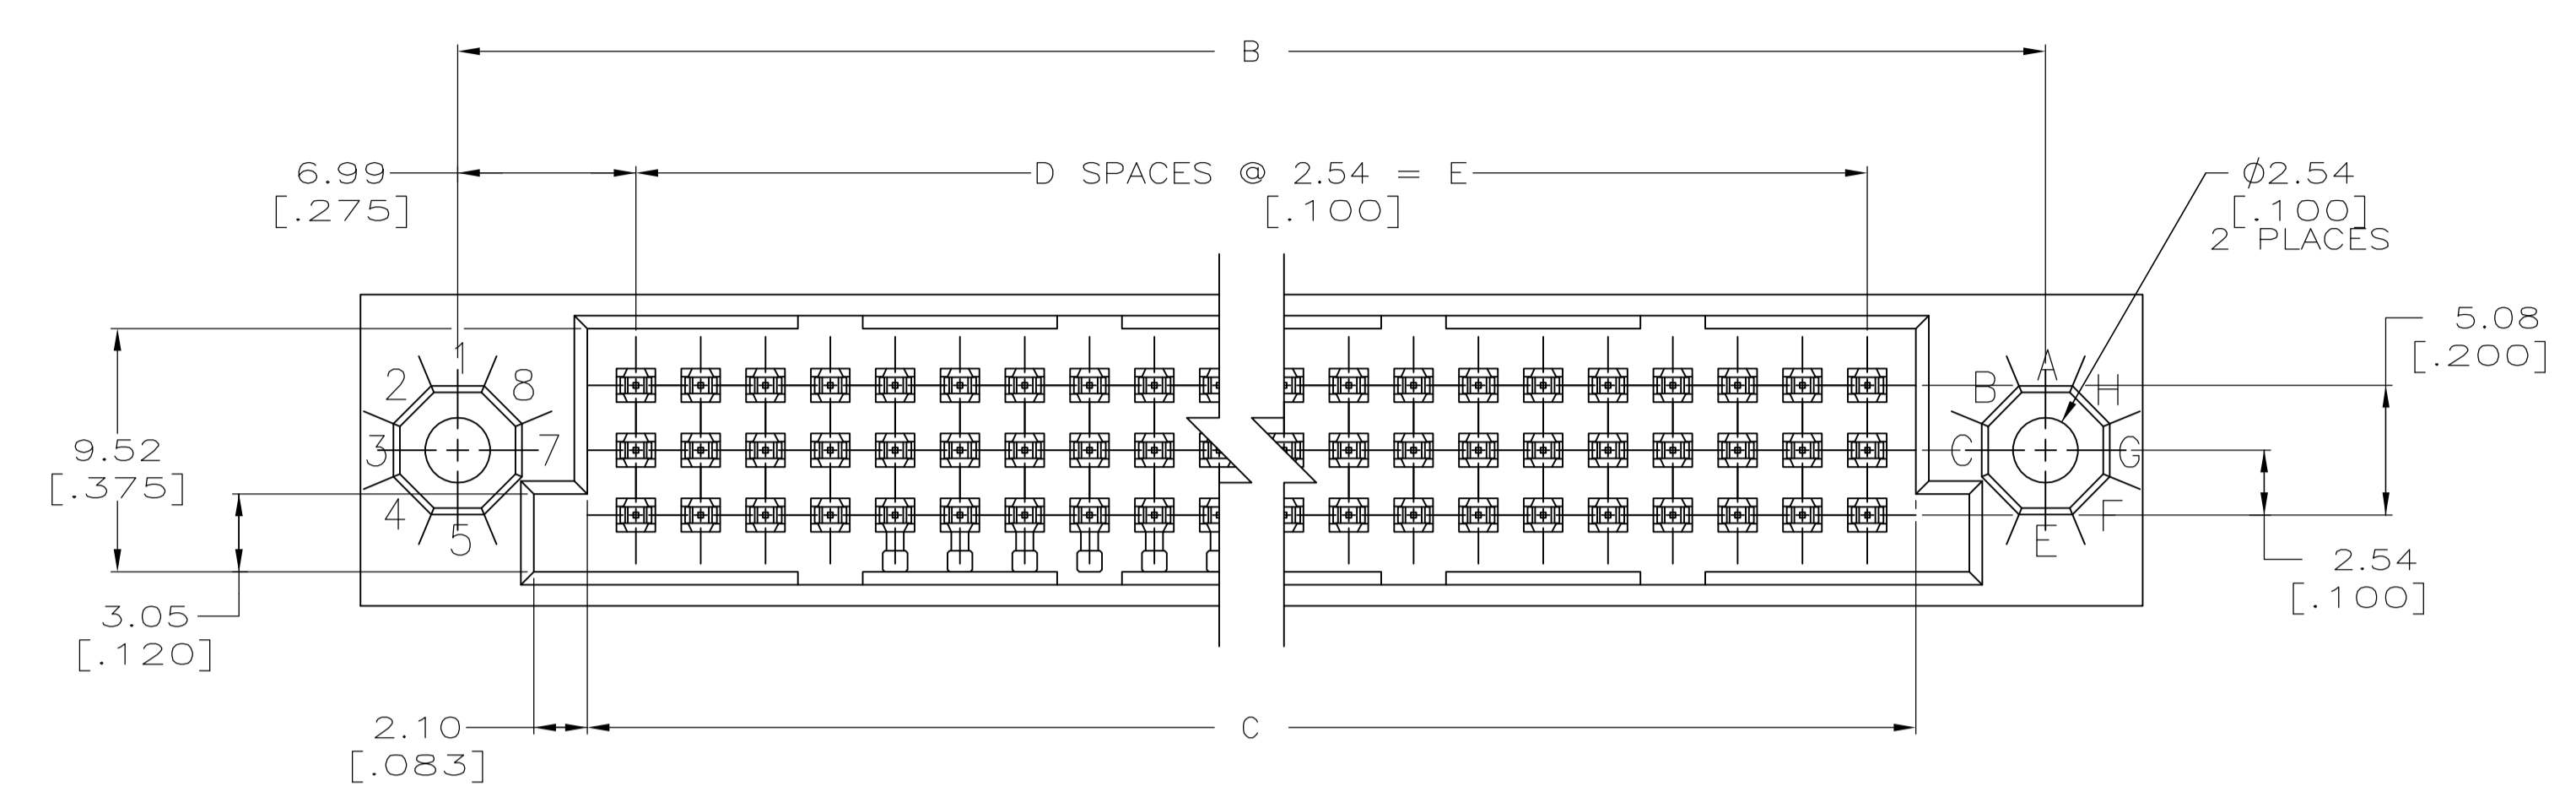 B
6.99
[.275]
D SPACES @ 2.54 = E
[.100]
⌀2.54
[.100]
2 PLACES
5.08
[.200]
1
2
8
3
7
4
5
A
B
H
C
G
F
E
9.52
[.375]
3.05
[.120]
2.54
[.100]
2.10
[.083]
C